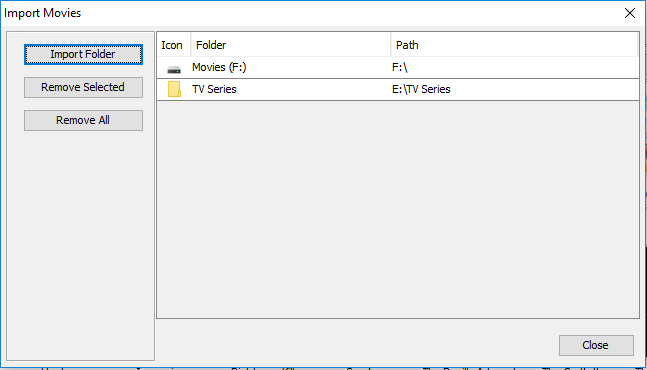 Import Movies
Import Folder
Remove Selected
Remove All
Icon Folder Path
Movies (F:) F:\
TV Series E:\TV Series
Close